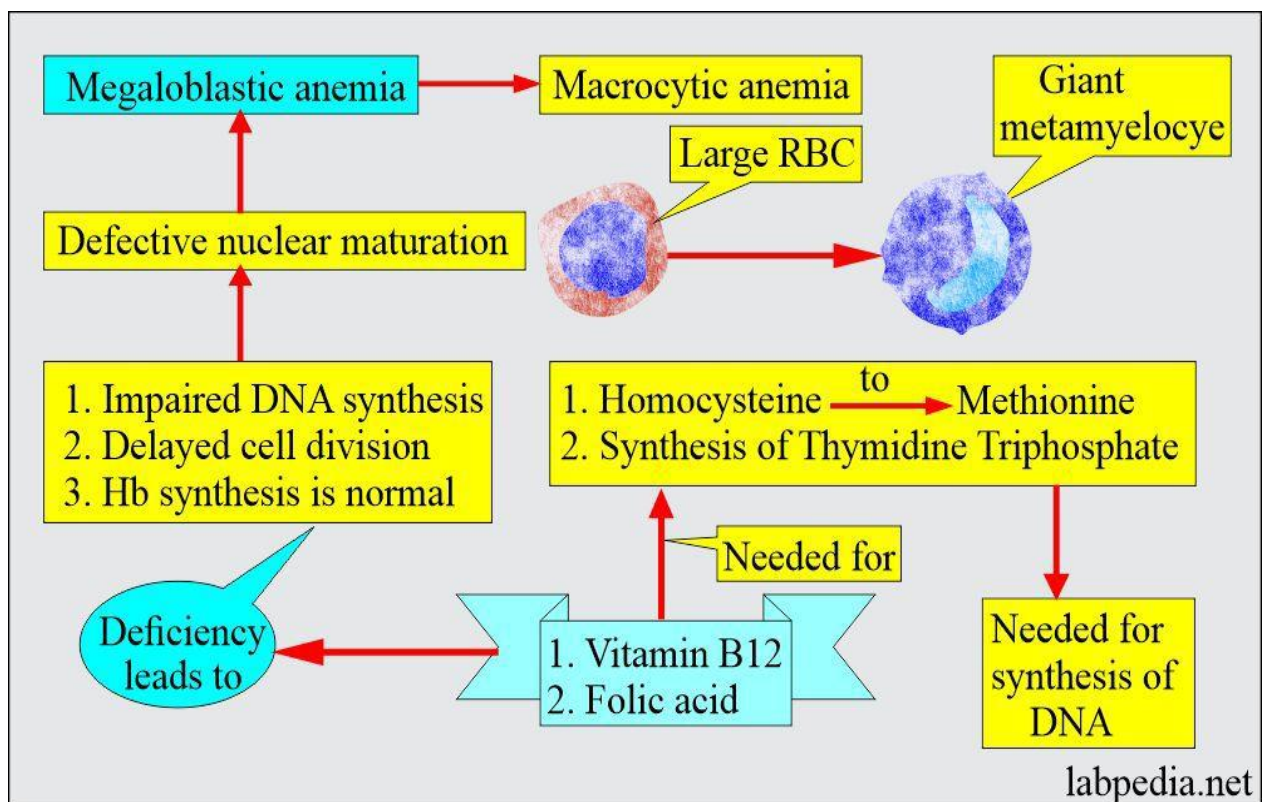 Megaloblastic anemia
Macrocytic anemia
Giant
metamyelocye
Large RBC
Defective nuclear maturation
1. Impaired DNA synthesis
2. Delayed cell division
3. Hb synthesis is normal
1. Homocysteine to Methionine
2. Synthesis of Thymidine Triphosphate
Needed for
Deficiency
leads to
1. Vitamin B12
2. Folic acid
Needed for
synthesis of
DNA
labpedia.net